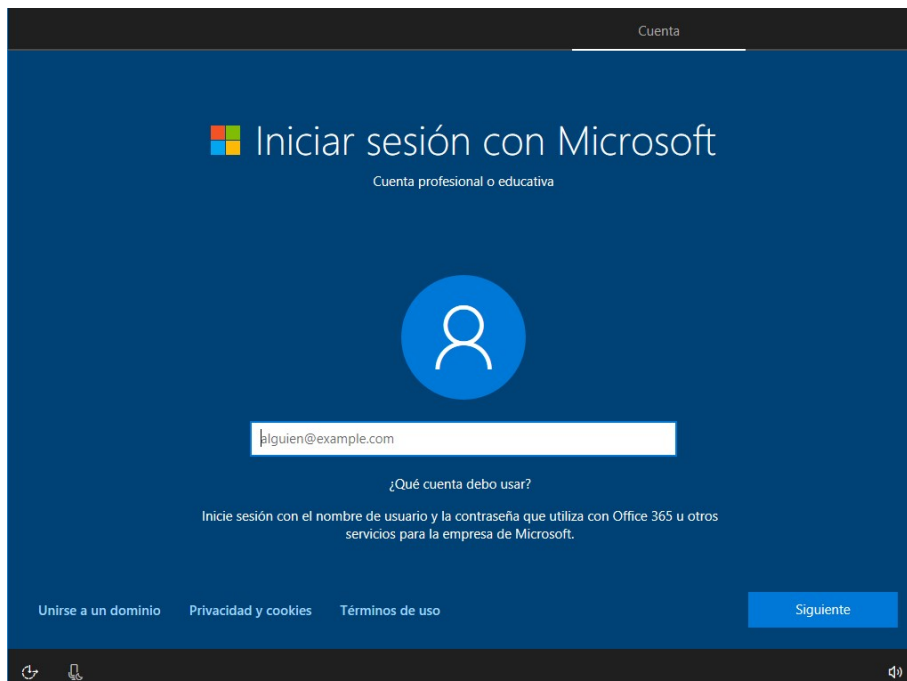 Cuenta
Iniciar sesión con Microsoft
Cuenta profesional o educativa
alguien@example.com
¿Qué cuenta debo usar?
Inicie sesión con el nombre de usuario y la contraseña que utiliza con Office 365 u otros
servicios para la empresa de Microsoft.
Unirse a un dominio Privacidad y cookies Términos de uso Siguiente